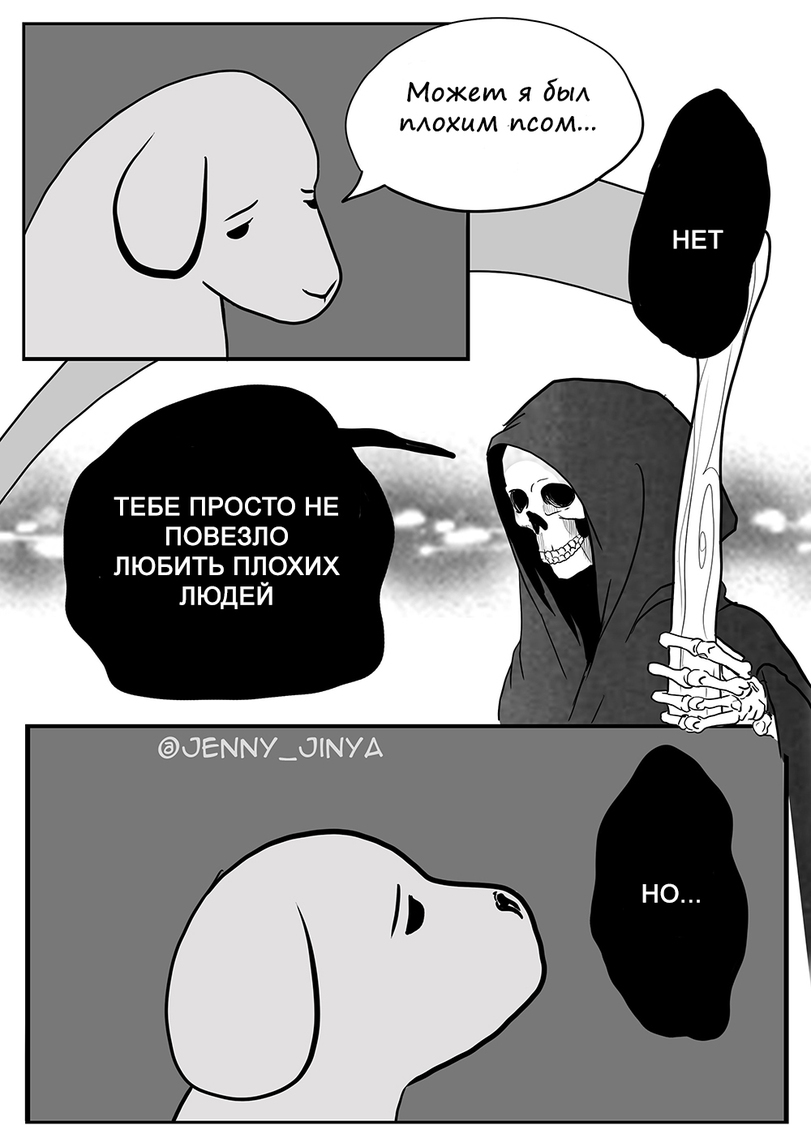 Может я был
плохим псом...
НЕТ
ТЕБЕ ПРОСТО НЕ
ПОВЕЗЛО
ЛЮБИТЬ ПЛОХИХ
ЛЮДЕЙ
@JENNY_JINYA
НО...